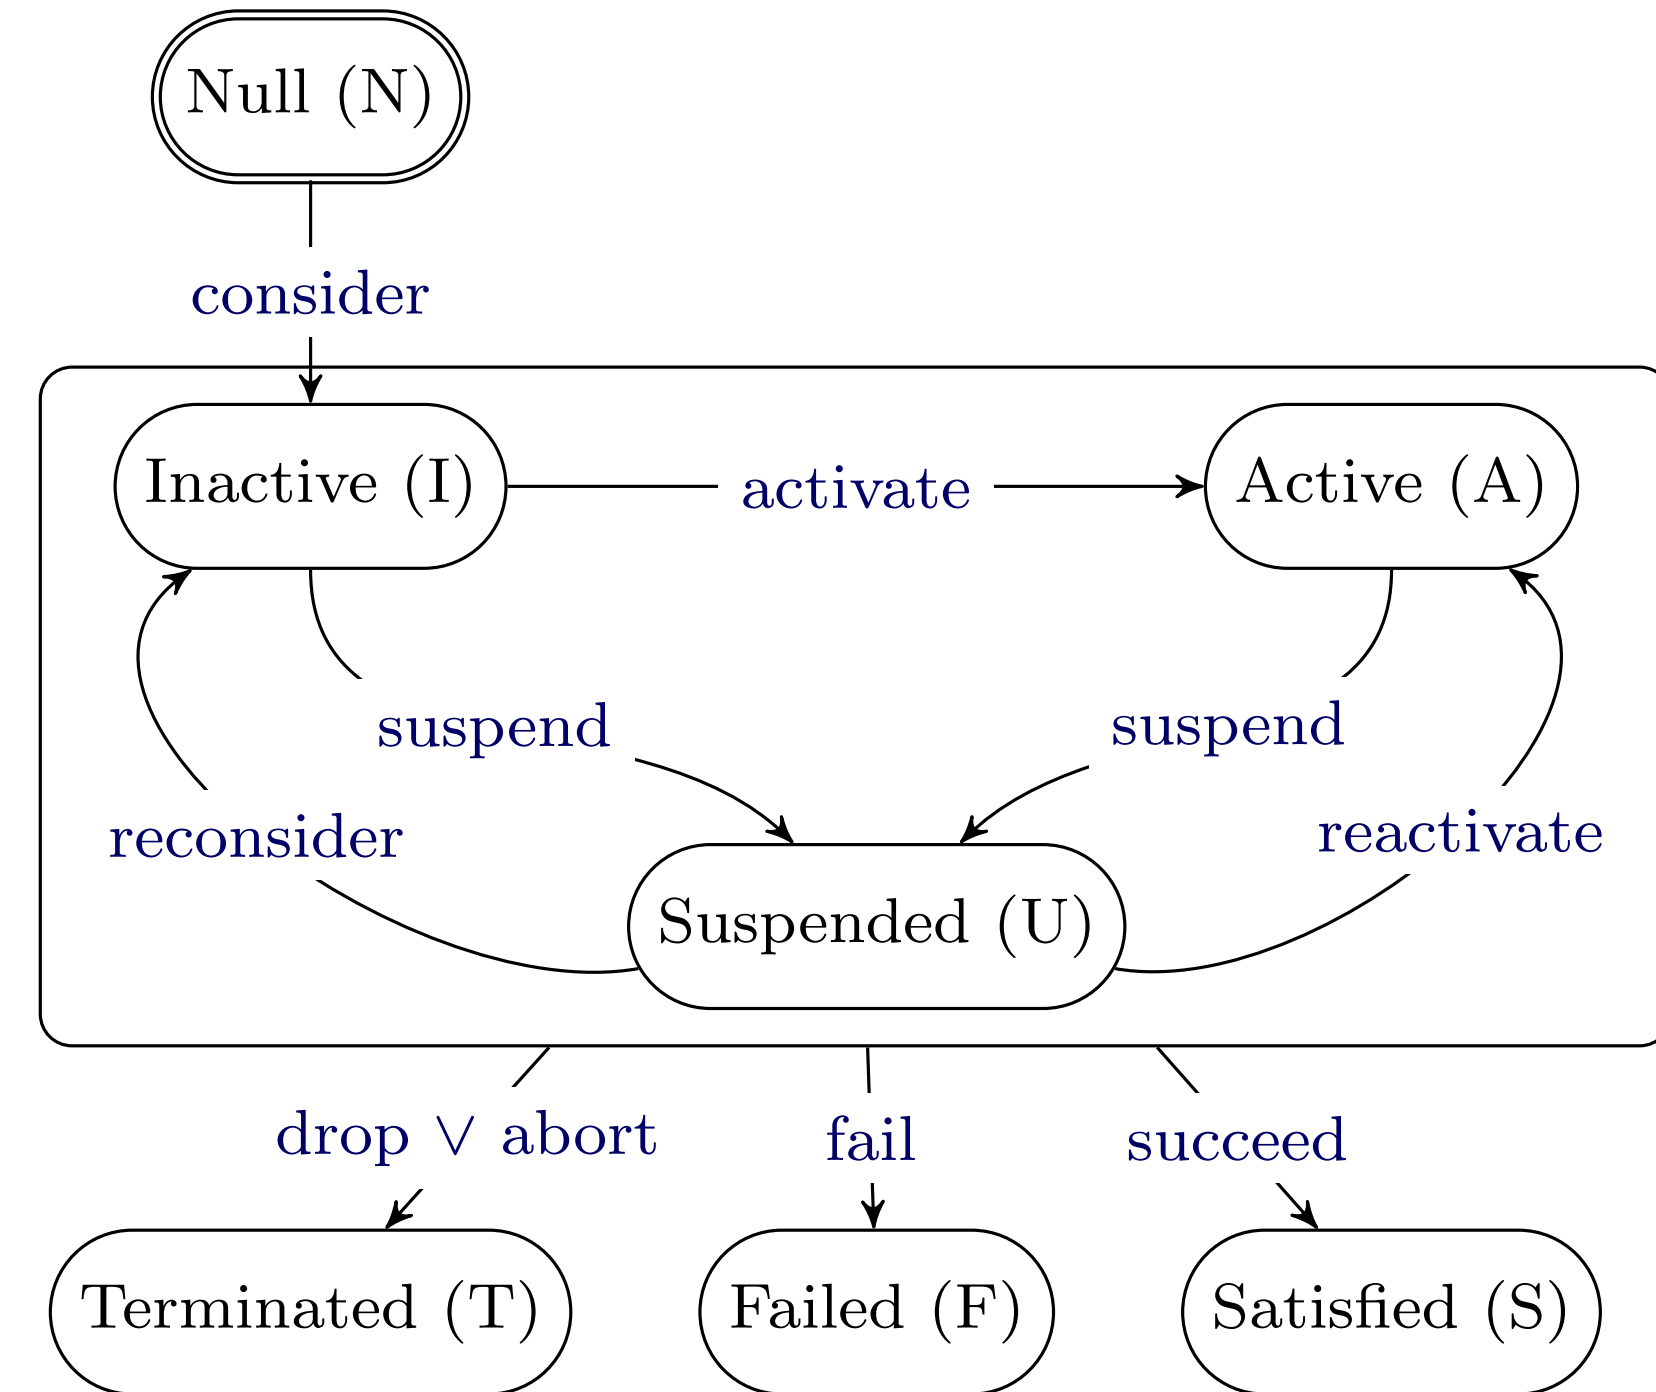 Null (N)
consider
Inactive (I)
activate
Active (A)
suspend
suspend
reconsider
reactivate
Suspended (U)
drop ∨ abort
fail
succeed
Terminated (T)
Failed (F)
Satisfied (S)